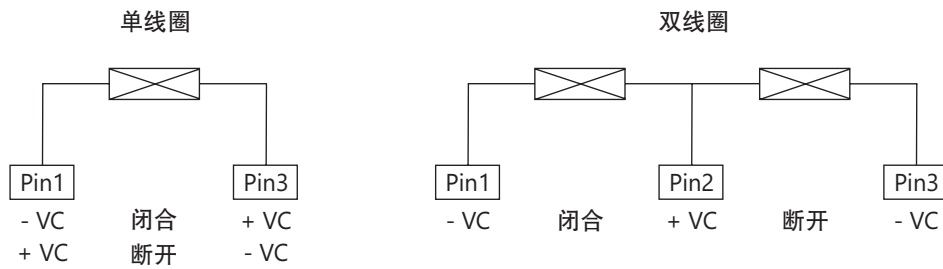 单线圈
双线圈
Pin1 Pin3 Pin1 Pin2 Pin3
- VC 闭合 + VC - VC 闭合 + VC 断开 - VC
+ VC 断开 - VC